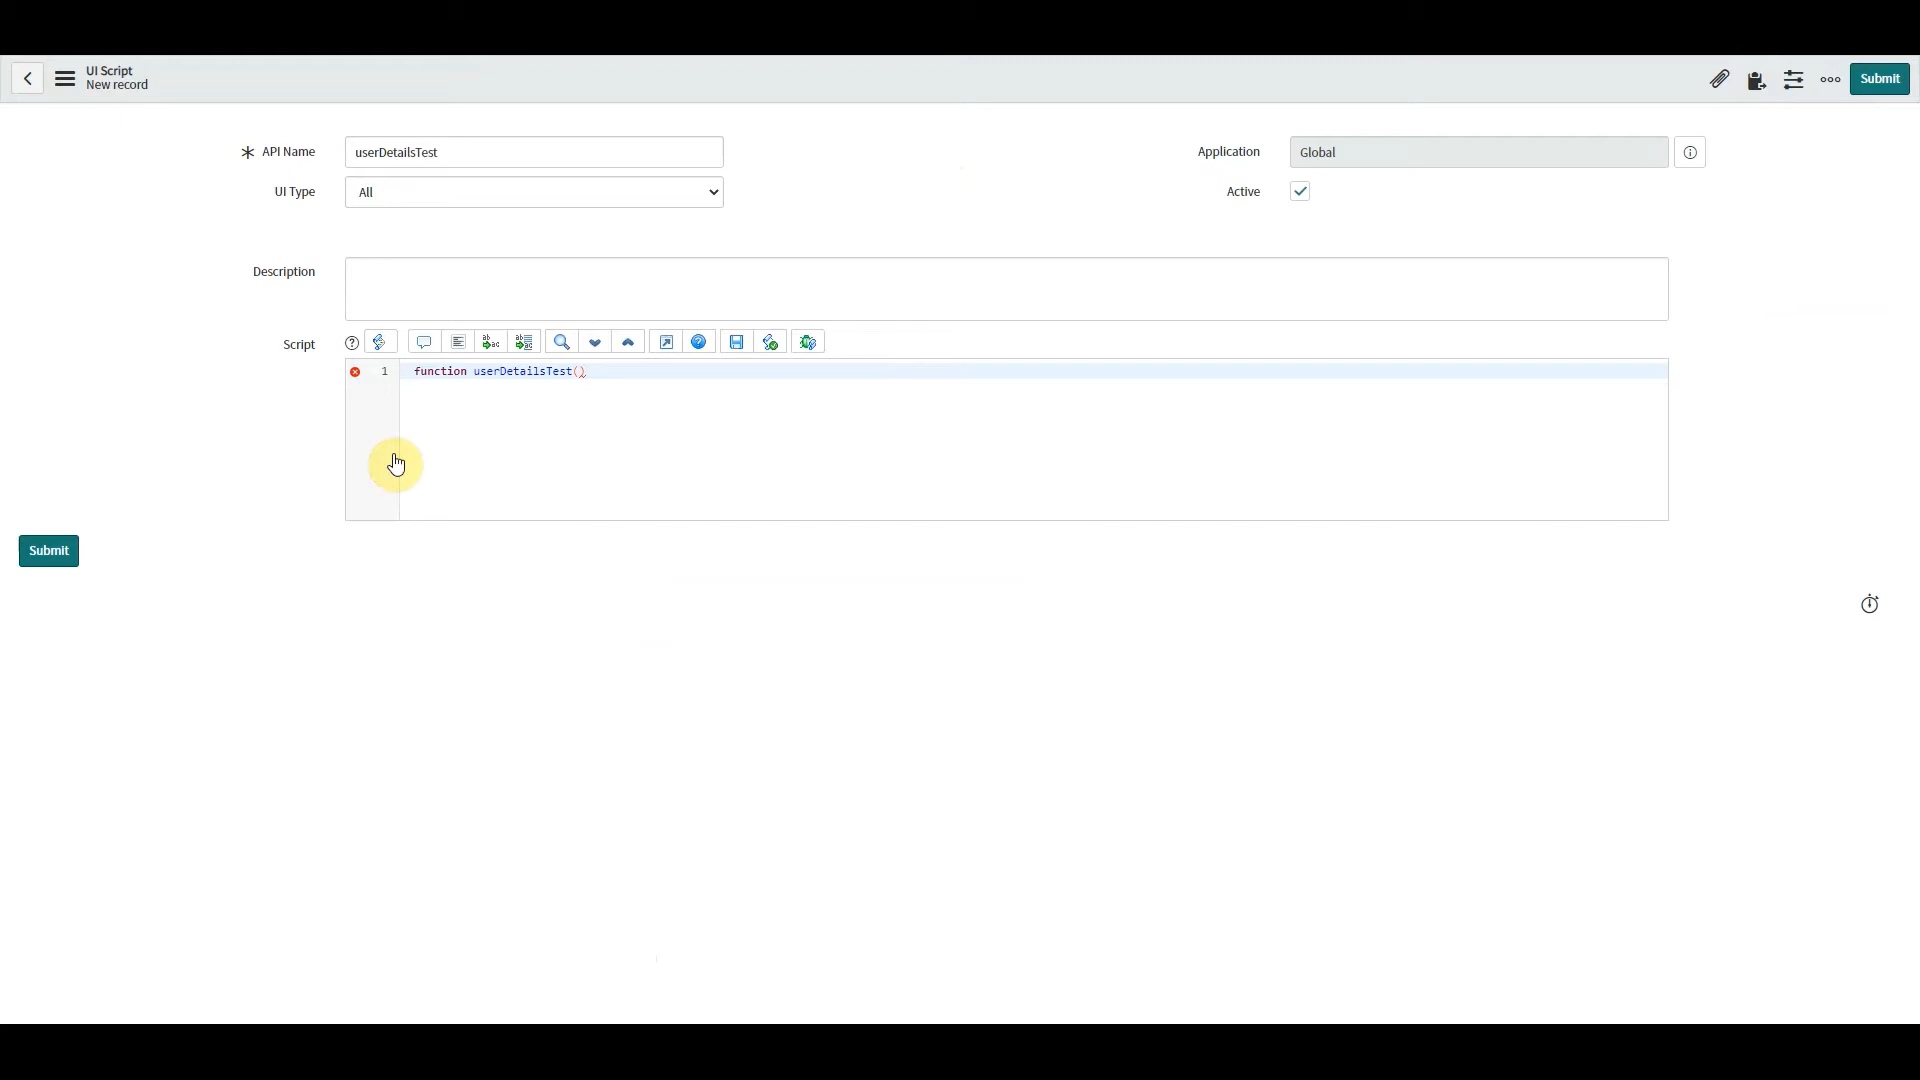 UI Script
New record
Submit
API Name
userDetailsTest
Application
Global
UI Type
All
Active
Description
Script
1
function userDetailsTest()
Submit